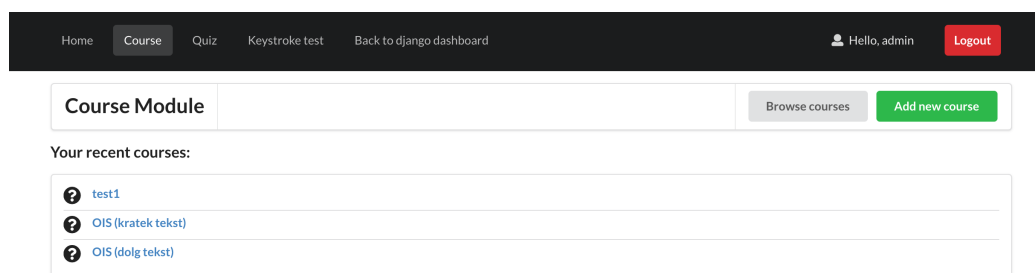 Home Course Quiz Keystroke test Back to django dashboard Hello, admin Logout
Course Module Browse courses Add new course
Your recent courses:
test1
OIS (kratek tekst)
OIS (dolg tekst)